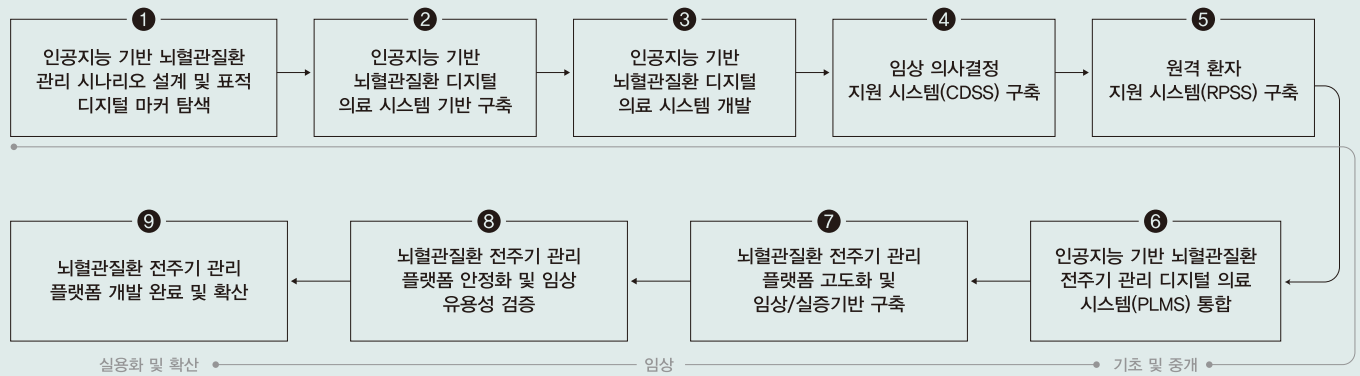 1
인공지능 기반 뇌혈관질환
관리 시나리오 설계 및 표적
디지털 마커 탐색
2
인공지능 기반
뇌혈관질환 디지털
의료 시스템 기반 구축
3
인공지능 기반
뇌혈관질환 디지털
의료 시스템 개발
4
임상 의사결정
지원 시스템(CDSS) 구축
5
원격 환자
지원 시스템(RPSS) 구축
6
인공지능 기반 뇌혈관질환
전주기 관리 디지털 의료
시스템(PLMS) 통합
7
뇌혈관질환 전주기 관리
플랫폼 고도화 및
임상/실증기반 구축
8
뇌혈관질환 전주기 관리
플랫폼 안정화 및 임상
유용성 검증
9
뇌혈관질환 전주기 관리
플랫폼 개발 완료 및 확산
실용화 및 확산
임상
기초 및 중개